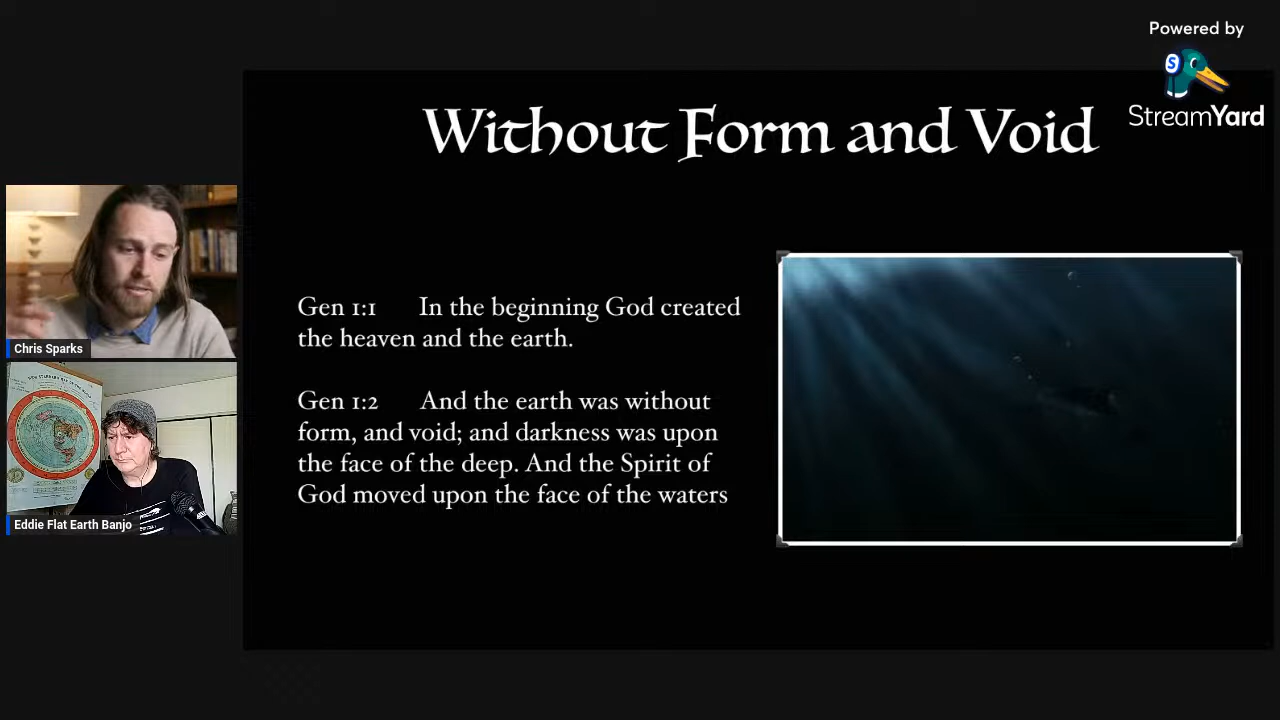 Powered by
StreamYard
Without Form and Void
Gen 1:1 In the beginning God created
the heaven and the earth.
Gen 1:2 And the earth was without
form, and void; and darkness was upon
the face of the deep. And the Spirit of
God moved upon the face of the waters
Chris Sparks
Eddie Flat Earth Banjo